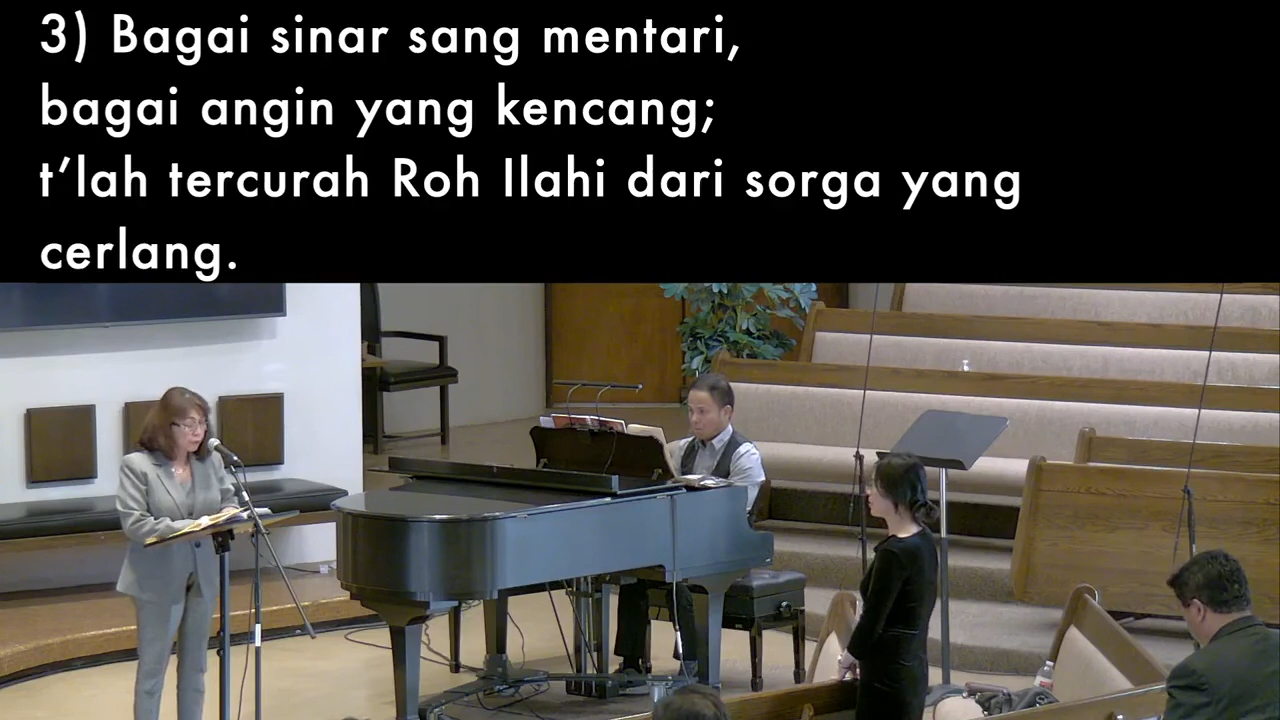 3) Bagai sinar sang mentari,
bagai angin yang kencang;
t’lah tercurah Roh Ilahi dari sorga yang
cerlang.